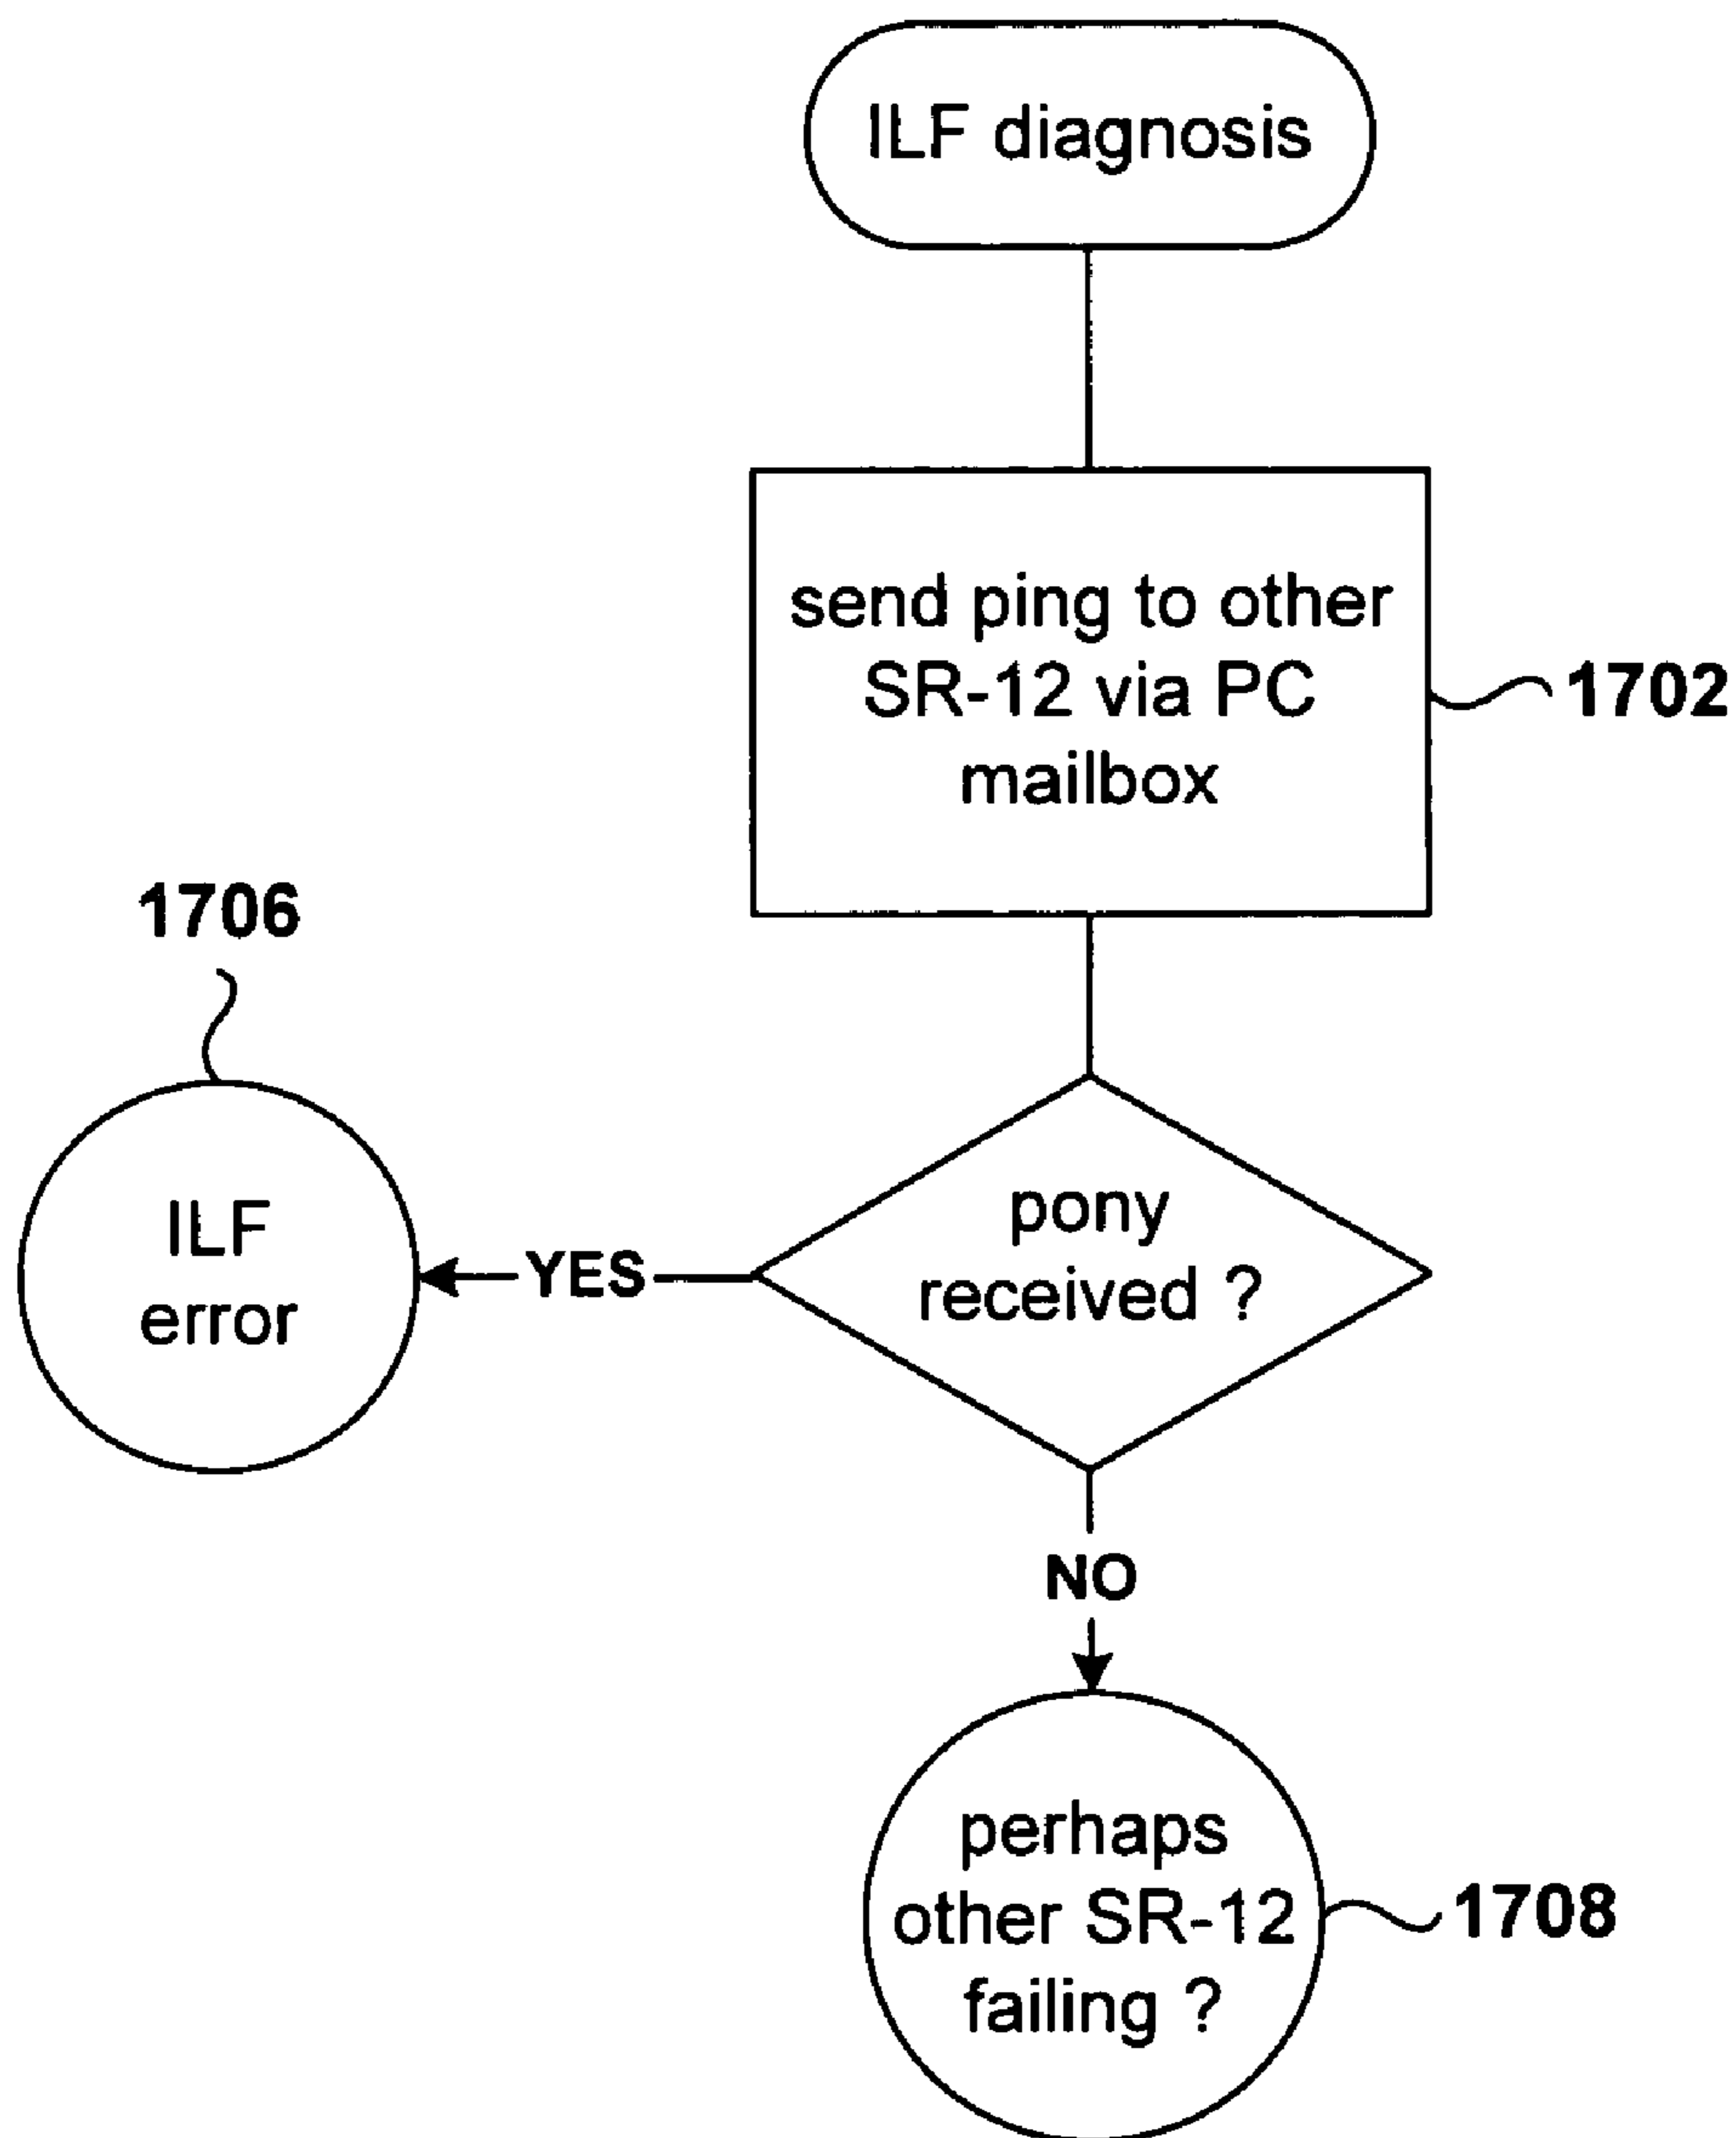 ILF diagnosis
send ping to other
SR-12 via PC
mailbox
1702
1706
pony
received ?
YES
ILF
error
NO
perhaps
other SR-12
failing ?
1708